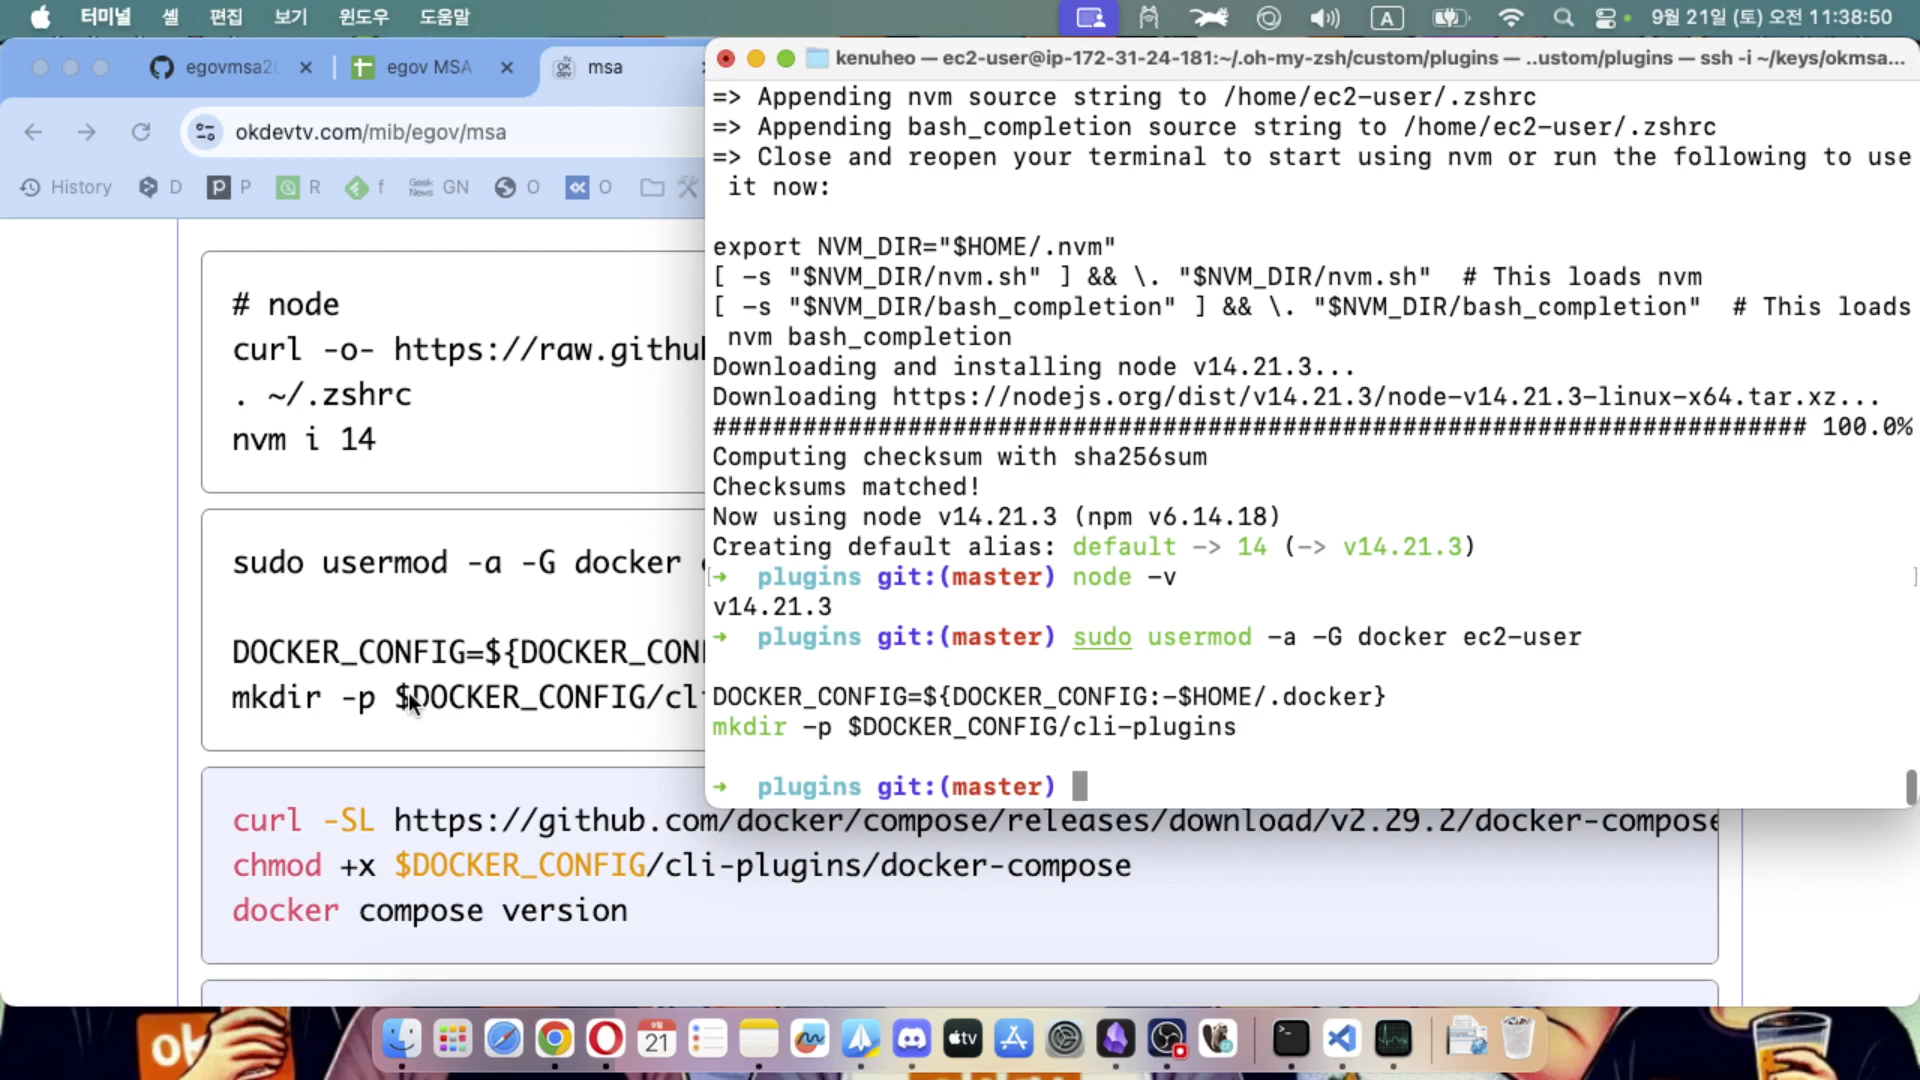 터미널 셸 편집 보기 윈도우 도움말 A 9월 21일 (토) 오전 11:38:50
egovmsa20 egov MSA msa
okdevtv.com/mib/egov/msa
History D P R f Geek News GN O O
# node
curl -o- https://raw.githu
. ~/.zshrc
nvm i 14
sudo usermod -a -G docker
DOCKER_CONFIG=${DOCKER_CON
mkdir -p $DOCKER_CONFIG/cl
curl -SL https://github.com/docker/compose/releases/download/v2.29.2/docker-compose
chmod +x $DOCKER_CONFIG/cli-plugins/docker-compose
docker compose version
kenuheo — ec2-user@ip-172-31-24-181:~/.oh-my-zsh/custom/plugins — ..ustom/plugins — ssh -i ~/keys/okmsa...
=> Appending nvm source string to /home/ec2-user/.zshrc
=> Appending bash_completion source string to /home/ec2-user/.zshrc
=> Close and reopen your terminal to start using nvm or run the following to use
it now:
export NVM_DIR="$HOME/.nvm"
[ -s "$NVM_DIR/nvm.sh" ] && \. "$NVM_DIR/nvm.sh"  # This loads nvm
[ -s "$NVM_DIR/bash_completion" ] && \. "$NVM_DIR/bash_completion"  # This loads
nvm bash_completion
Downloading and installing node v14.21.3...
Downloading https://nodejs.org/dist/v14.21.3/node-v14.21.3-linux-x64.tar.xz...
######################################################################### 100.0%
Computing checksum with sha256sum
Checksums matched!
Now using node v14.21.3 (npm v6.14.18)
Creating default alias: default -> 14 (-> v14.21.3)
→ plugins git:(master) node -v
v14.21.3
→ plugins git:(master) sudo usermod -a -G docker ec2-user
DOCKER_CONFIG=${DOCKER_CONFIG:-$HOME/.docker}
mkdir -p $DOCKER_CONFIG/cli-plugins
→ plugins git:(master)
ok
9월 21 tv